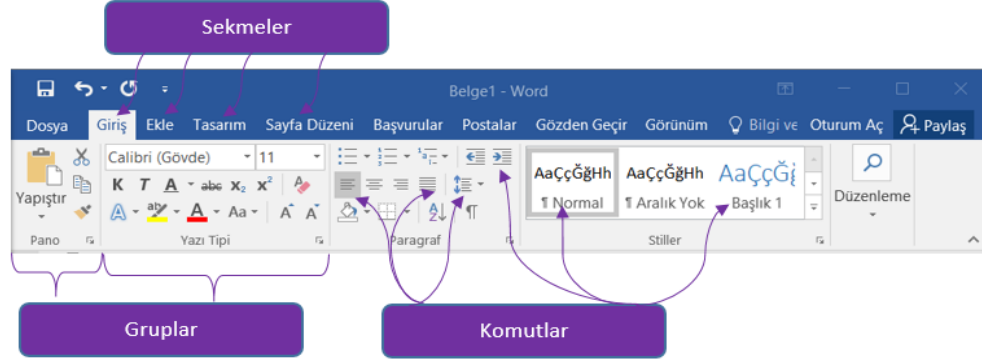 Sekmeler
Belge1 - Word
Dosya Giriş Ekle Tasarım Sayfa Düzeni Başvurular Postalar Gözden Geçir Görünüm Bilgi ve Oturum Aç Paylaş
Calibri (Gövde) 11
K T A abc X₂ X²
A aby A Aa A A
Yapıştır
AaÇçĞğHh AaÇçĞğHh AaÇçĞğ
¶ Normal ¶ Aralık Yok Başlık 1
Düzenleme
Pano Yazı Tipi Paragraf Stiller
Gruplar Komutlar